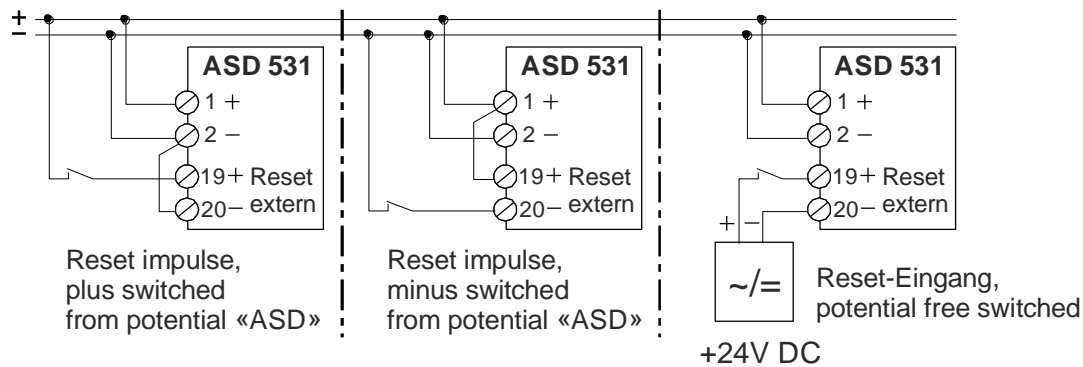 +
−
ASD 531
1 +
2 −
19+ Reset
20− extern
Reset impulse,
plus switched
from potential «ASD»
ASD 531
1 +
2 −
19+ Reset
20− extern
Reset impulse,
minus switched
from potential «ASD»
ASD 531
1 +
2 −
19+ Reset
20− extern
+ −
~/=
Reset-Eingang,
potential free switched
+24V DC